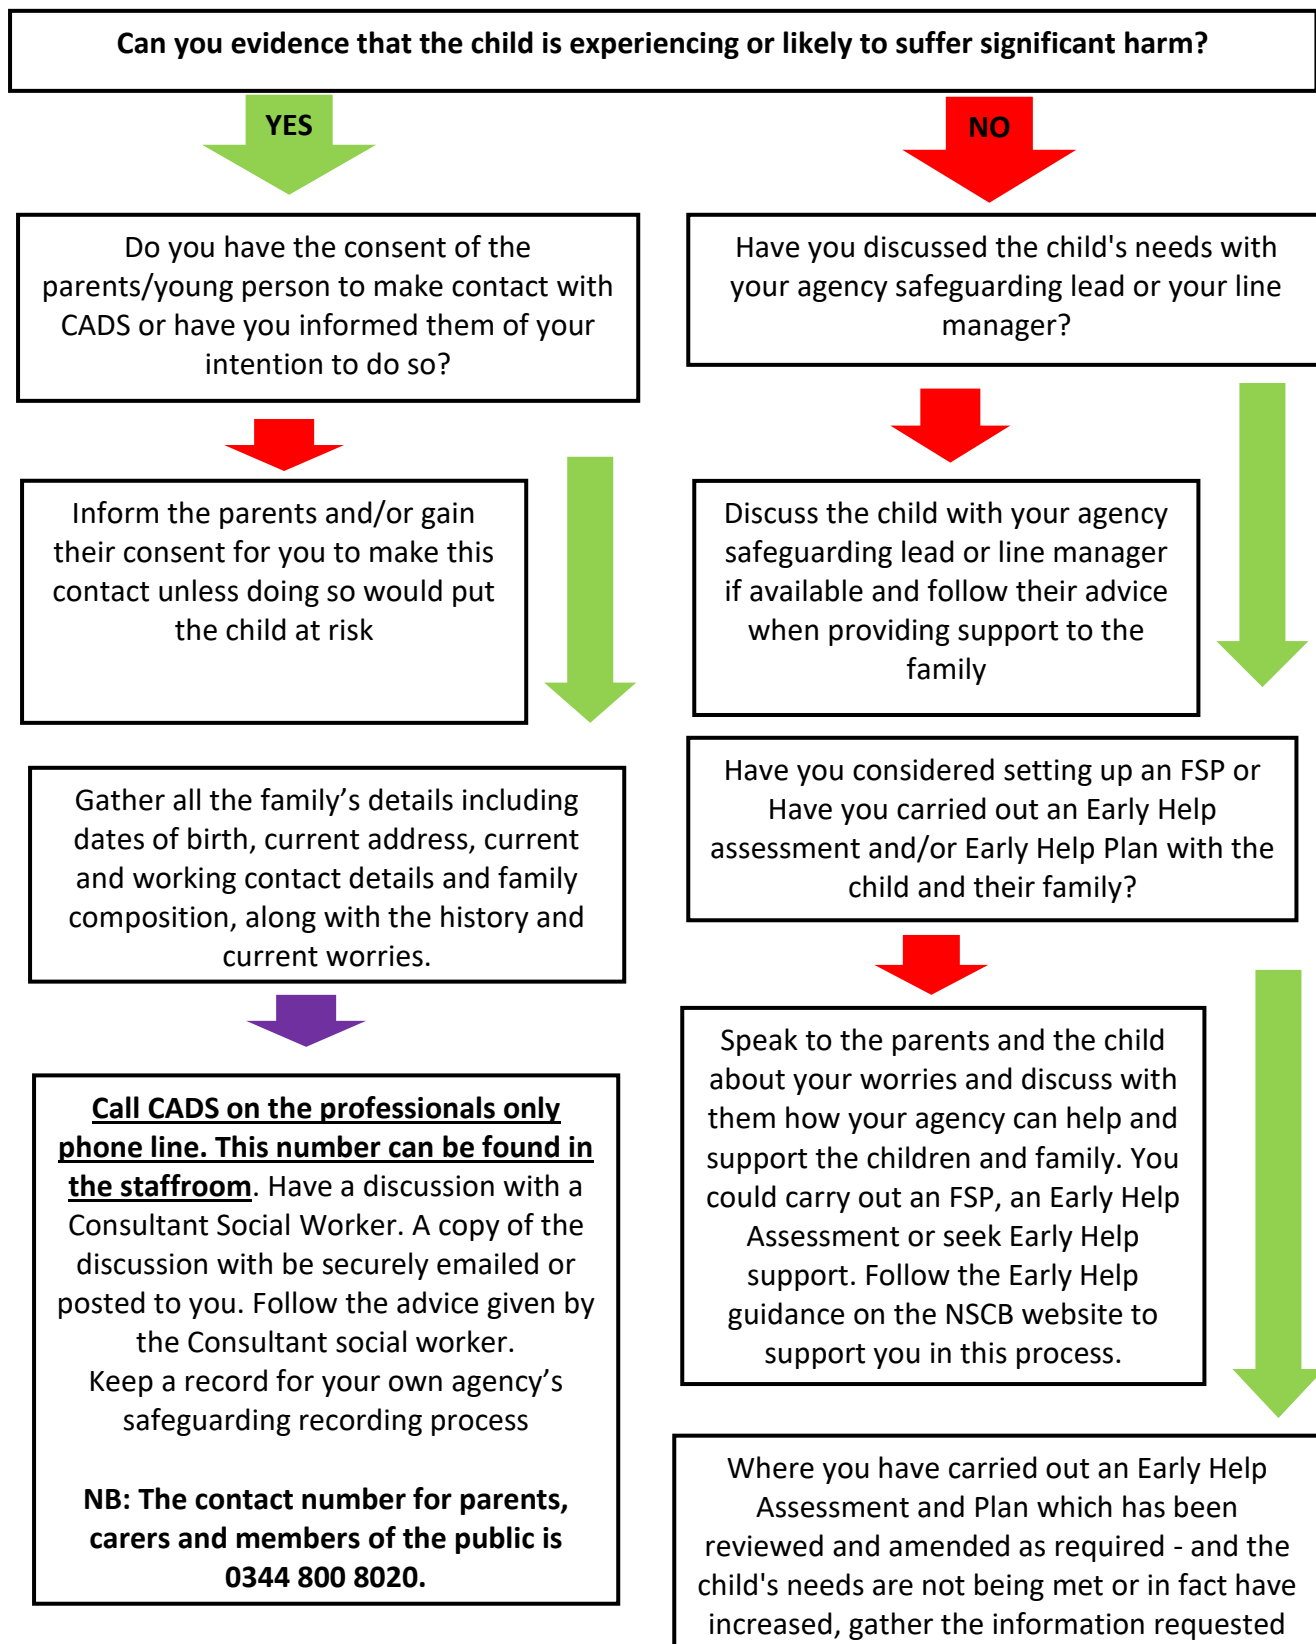 Can you evidence that the child is experiencing or likely to suffer significant harm?
YES
NO
Do you have the consent of the
parents/young person to make contact with
CADS or have you informed them of your
intention to do so?
Have you discussed the child's needs with
your agency safeguarding lead or your line
manager?
Inform the parents and/or gain
their consent for you to make this
contact unless doing so would put
the child at risk
Discuss the child with your agency
safeguarding lead or line manager
if available and follow their advice
when providing support to the
family
Gather all the family’s details including
dates of birth, current address, current
and working contact details and family
composition, along with the history and
current worries.
Have you considered setting up an FSP or
Have you carried out an Early Help
assessment and/or Early Help Plan with the
child and their family?
Call CADS on the professionals only
phone line. This number can be found in
the staffroom. Have a discussion with a
Consultant Social Worker. A copy of the
discussion with be securely emailed or
posted to you. Follow the advice given by
the Consultant social worker.
Keep a record for your own agency’s
safeguarding recording process
NB: The contact number for parents,
carers and members of the public is
0344 800 8020.
Speak to the parents and the child
about your worries and discuss with
them how your agency can help and
support the children and family. You
could carry out an FSP, an Early Help
Assessment or seek Early Help
support. Follow the Early Help
guidance on the NSCB website to
support you in this process.
Where you have carried out an Early Help
Assessment and Plan which has been
reviewed and amended as required - and the
child's needs are not being met or in fact have
increased, gather the information requested